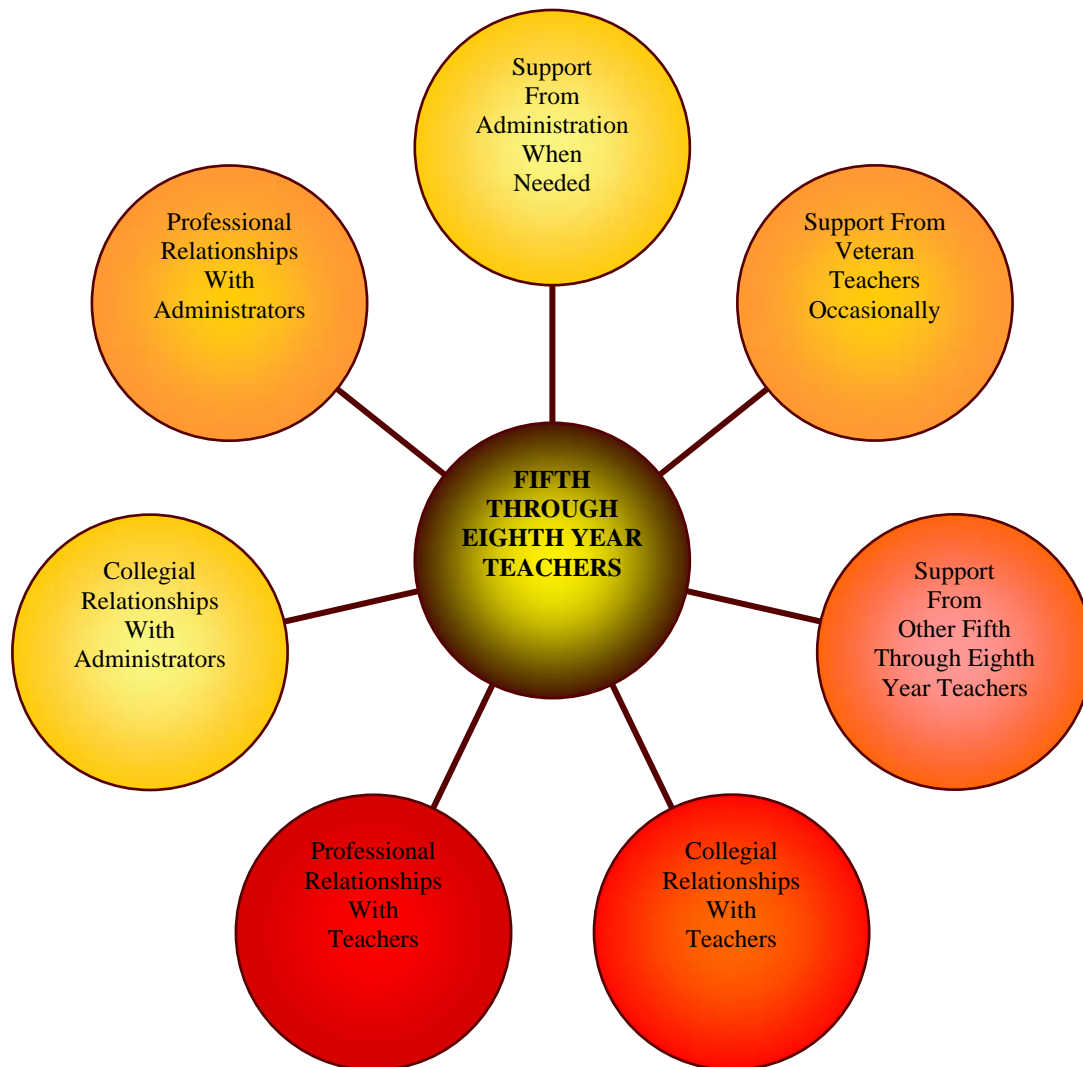 Support
From
Administration
When
Needed
Professional
Relationships
With
Administrators
Support From
Veteran
Teachers
Occasionally
FIFTH
THROUGH
EIGHTH YEAR
TEACHERS
Collegial
Relationships
With
Administrators
Support
From
Other Fifth
Through Eighth
Year Teachers
Professional
Relationships
With
Teachers
Collegial
Relationships
With
Teachers